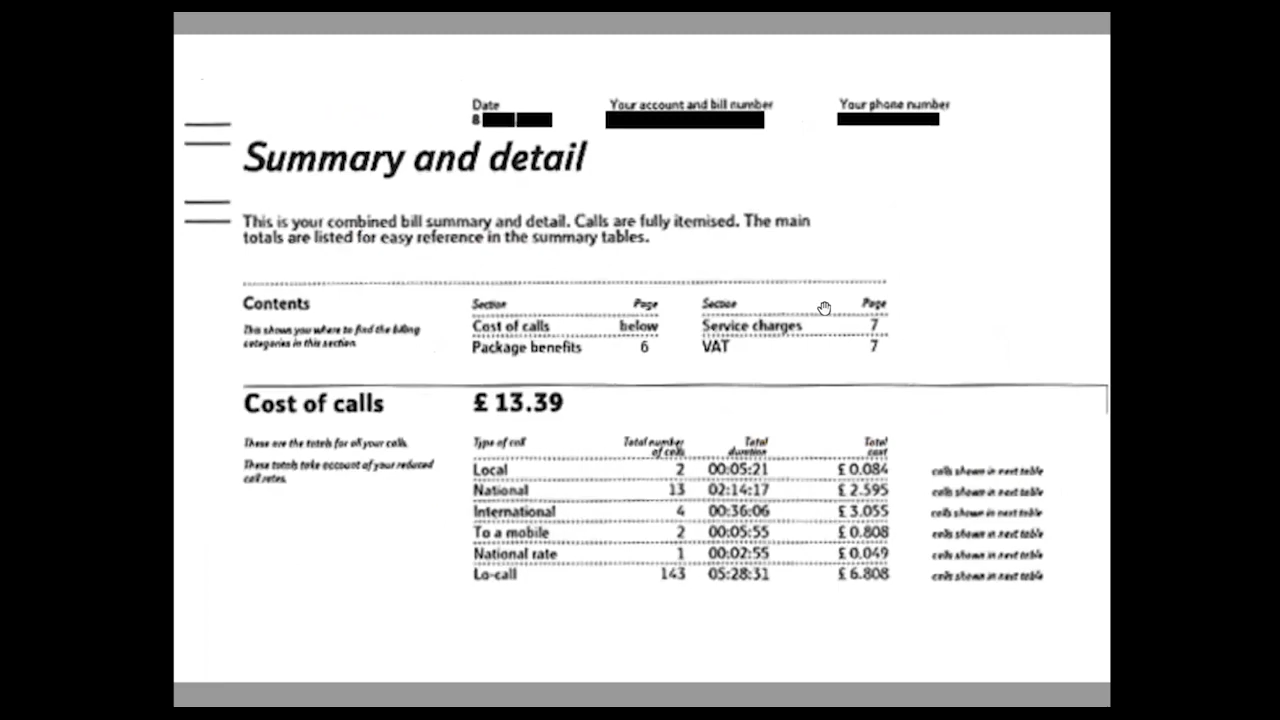 Date Your account and bill number Your phone number
8
Summary and detail
This is your combined bill summary and detail. Calls are fully itemised. The main
totals are listed for easy reference in the summary tables.
Contents Section Page Section Page
This shows you where to find the billing
categories in this section.
Cost of calls below Service charges 7
Package benefits 6 VAT 7
Cost of calls £ 13.39
These are the totals for all your calls.
These totals take account of your reduced
call rates.
Type of call Total number of calls Total duration Total cost
Local 2 00:05:21 £ 0.084 calls shown in next table
National 13 02:14:17 £ 2.595 calls shown in next table
International 4 00:36:06 £ 3.055 calls shown in next table
To a mobile 2 00:05:55 £ 0.808 calls shown in next table
National rate 1 00:02:55 £ 0.049 calls shown in next table
Lo-call 143 05:28:31 £ 6.808 calls shown in next table